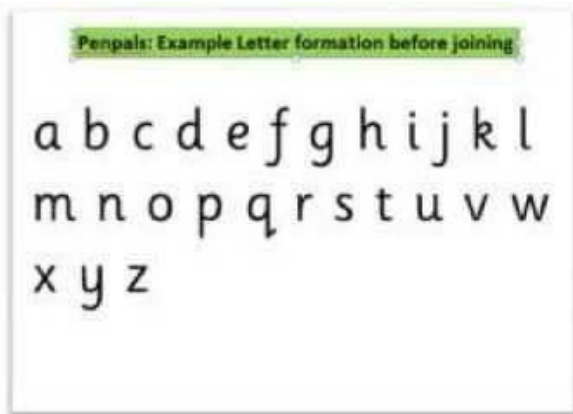 Penpals: Example Letter formation before joining
a b c d e f g h i j k l
m n o p q r s t u v w
x y z